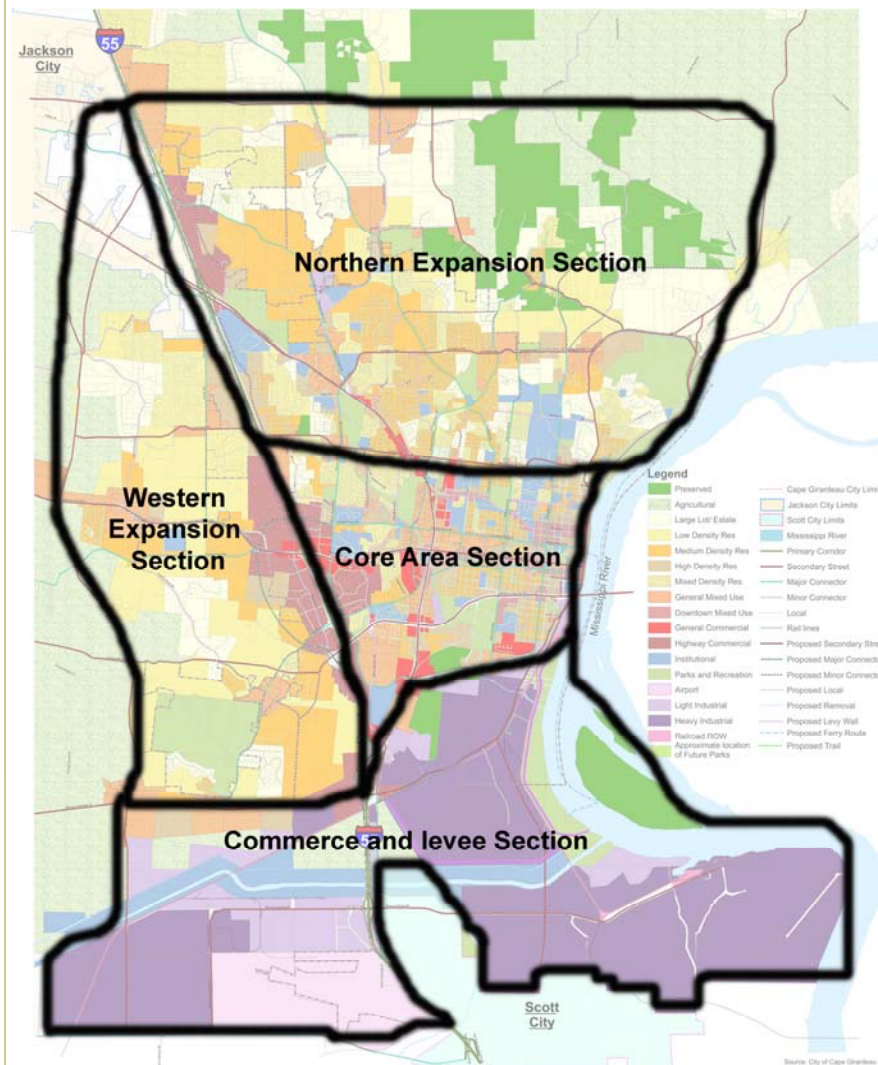 55
Jackson
City
Northern Expansion Section
Western
Expansion
Section
Core Area Section
Mississippi River
Legend
Preserved
Agricultural
Large Lot/ Estate
Low Density Res
Medium Density Res
High Density Res
Mixed Density Res
General Mixed Use
Downtown Mixed Use
General Commercial
Highway Commercial
Institutional
Parks and Recreation
Airport
Light Industrial
Heavy Industrial
Railroad ROW
Approximate location
of Future Parks
Cape Girardeau City Limi
Jackson City Limits
Scott City Limits
Mississippi River
Primary Corridor
Secondary Street
Major Connector
Minor Connector
Local
Rail lines
Proposed Secondary Stre
Proposed Major Connect
Proposed Minor Connect
Proposed Local
Proposed Removal
Proposed Levy Wall
Proposed Ferry Route
Proposed Trail
Commerce and levee Section
Scott
City
Source: City of Cape Girardeau